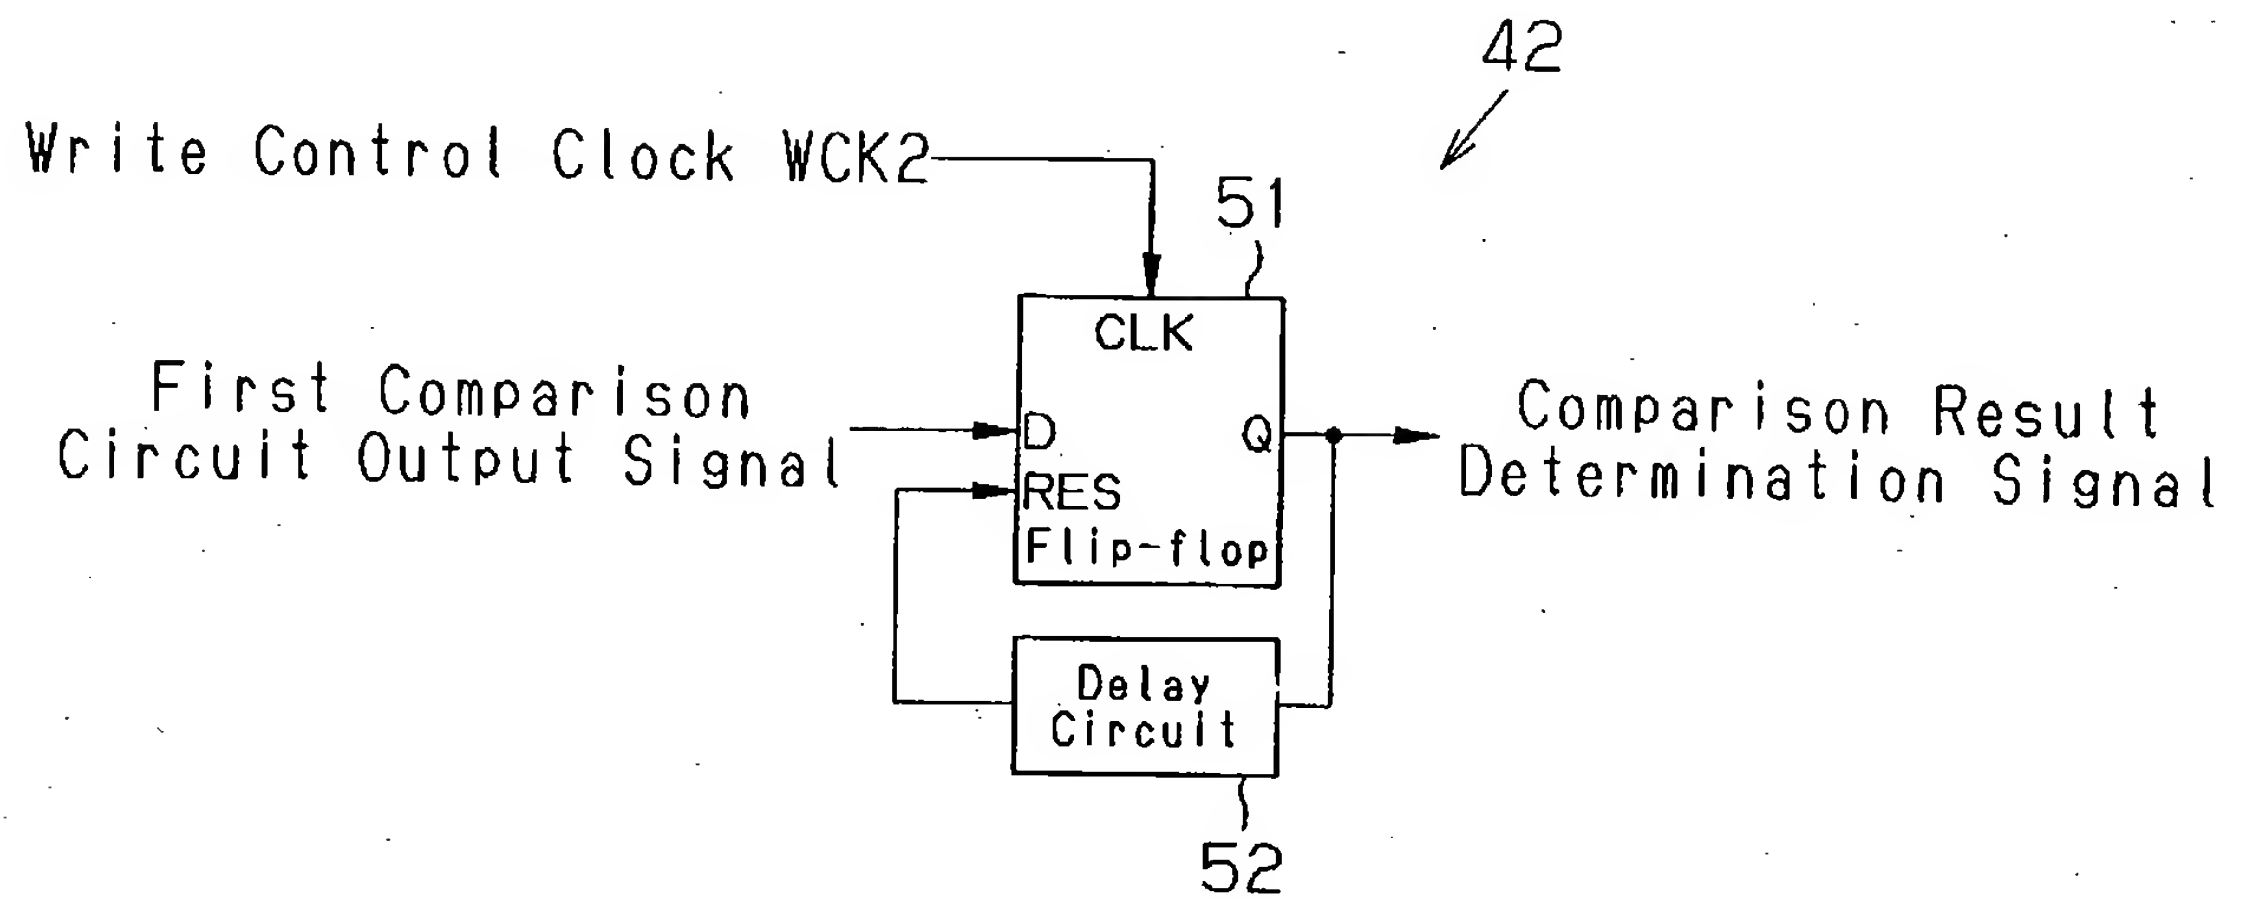 42
Write Control Clock WCK2
51
CLK
First Comparison
Circuit Output Signal
D
Q
Comparison Result
Determination Signal
RES
Flip-flop
Delay
Circuit
52